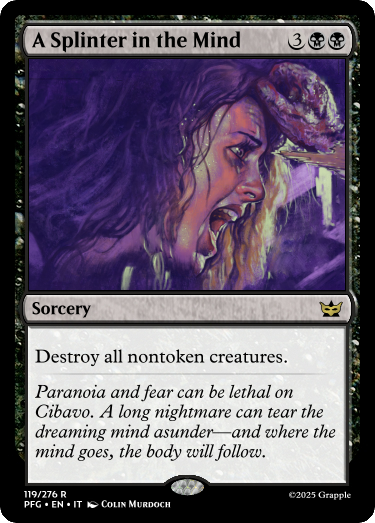 A Splinter in the Mind 3
Sorcery
Destroy all nontoken creatures.
Paranoia and fear can be lethal on
Cibavo. A long nightmare can tear the
dreaming mind asunder—and where the
mind goes, the body will follow.
119/276 R
PFG • EN • IT Colin Murdoch
©2025 Grapple